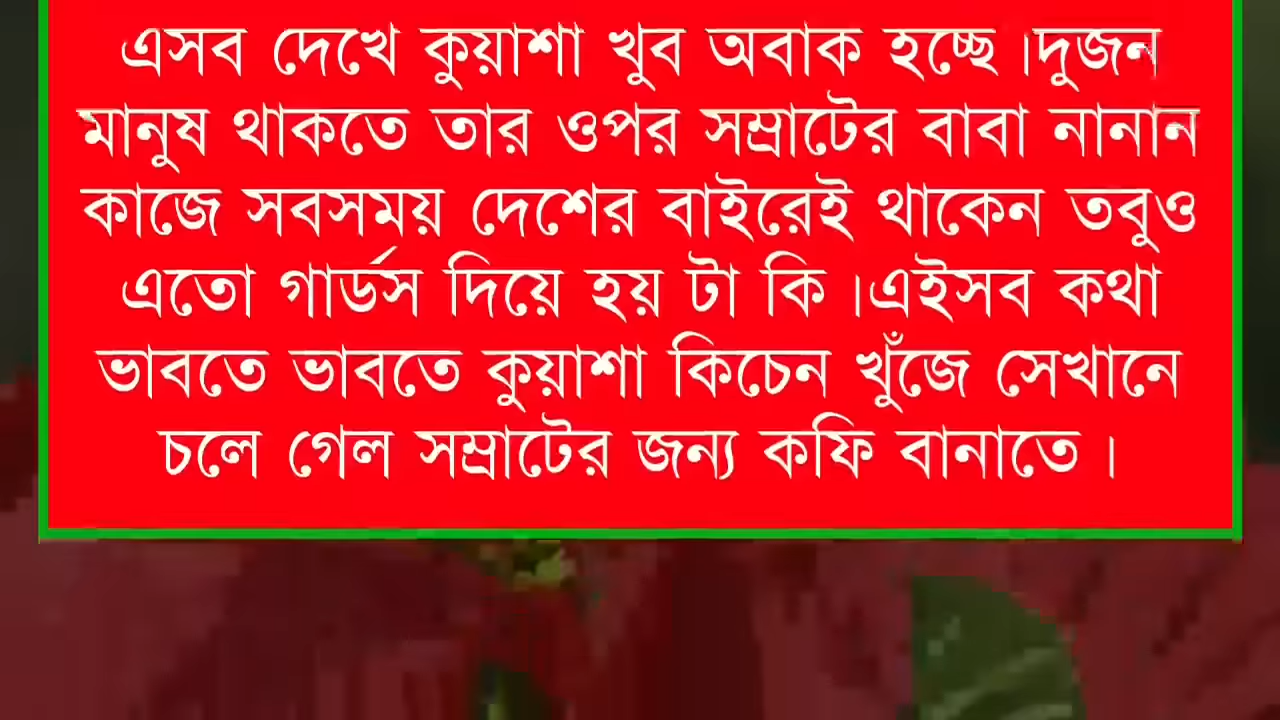 এসব দেখে কুয়াশা খুব অবাক হচ্ছে।দুজন
মানুষ থাকতে তার ওপর সম্রাটের বাবা নানান
কাজে সবসময় দেশের বাইরেই থাকেন তবুও
এতো গার্ডস দিয়ে হয় টা কি।এইসব কথা
ভাবতে ভাবতে কুয়াশা কিচেন খুঁজে সেখানে
চলে গেল সম্রাটের জন্য কফি বানাতে।